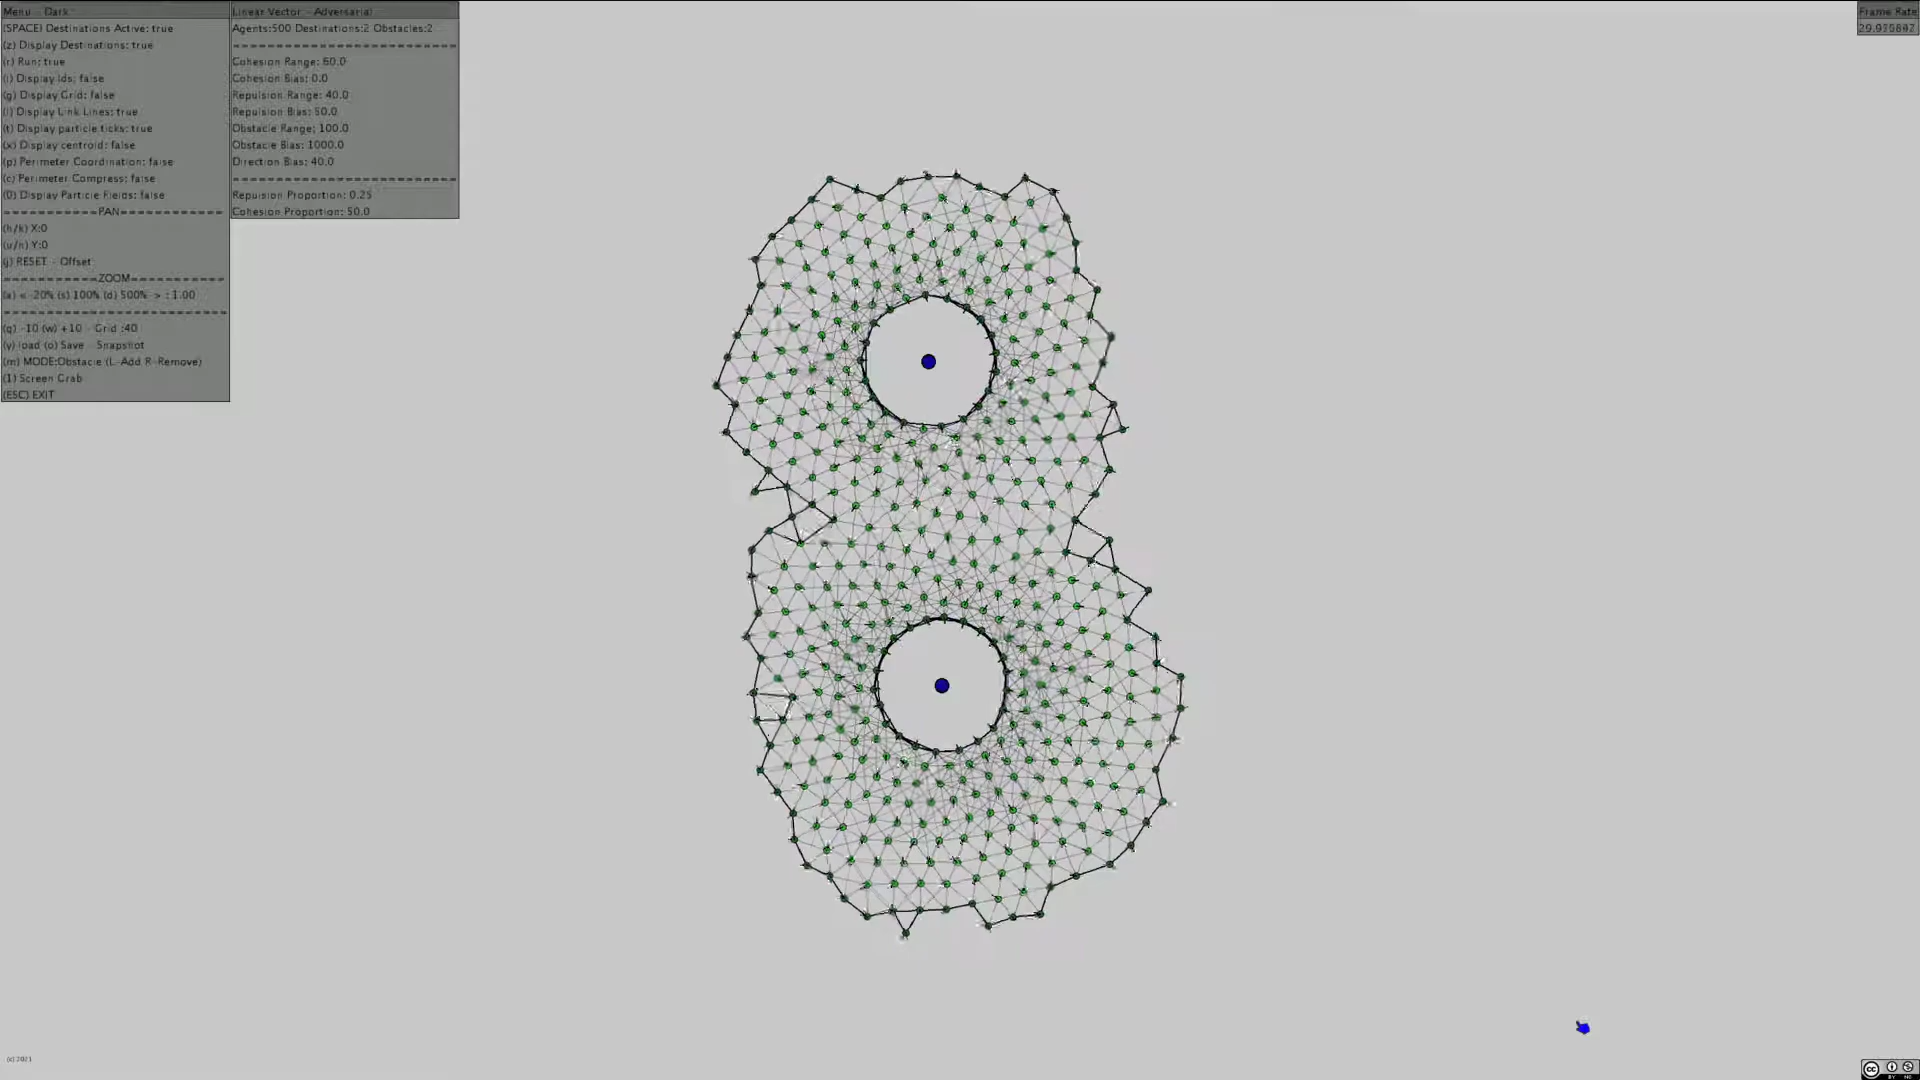 Menu - Dark
(SPACE) Destinations Active: true
(z) Display Destinations: true
(r) Run: true
(i) Display Ids: false
(g) Display Grid: false
(l) Display Link Lines: true
(t) Display particle ticks: true
(x) Display centroid: false
(p) Perimeter Coordination: false
(c) Perimeter Compress: false
(0) Display Particle Fields: false
PAN
(h/k) X:0
(u/n) Y:0
(j) RESET - Offset
ZOOM
(a) < -20% (s) 100% (d) 500% > : 1.00
(q) -10 (w) +10 - Grid :40
(y) load (o) Save - Snapshot
(m) MODE:Obstacle (L-Add R-Remove)
(1) Screen Grab
(ESC) EXIT
Linear Vector - Adversarial
Agents:500 Destinations:2 Obstacles:2
Cohesion Range: 60.0
Cohesion Bias: 0.0
Repulsion Range: 40.0
Repulsion Bias: 50.0
Obstacle Range: 100.0
Obstacle Bias: 1000.0
Direction Bias: 40.0
Repulsion Proportion: 0.25
Cohesion Proportion: 50.0
Frame Rate
(c) 2021
cc